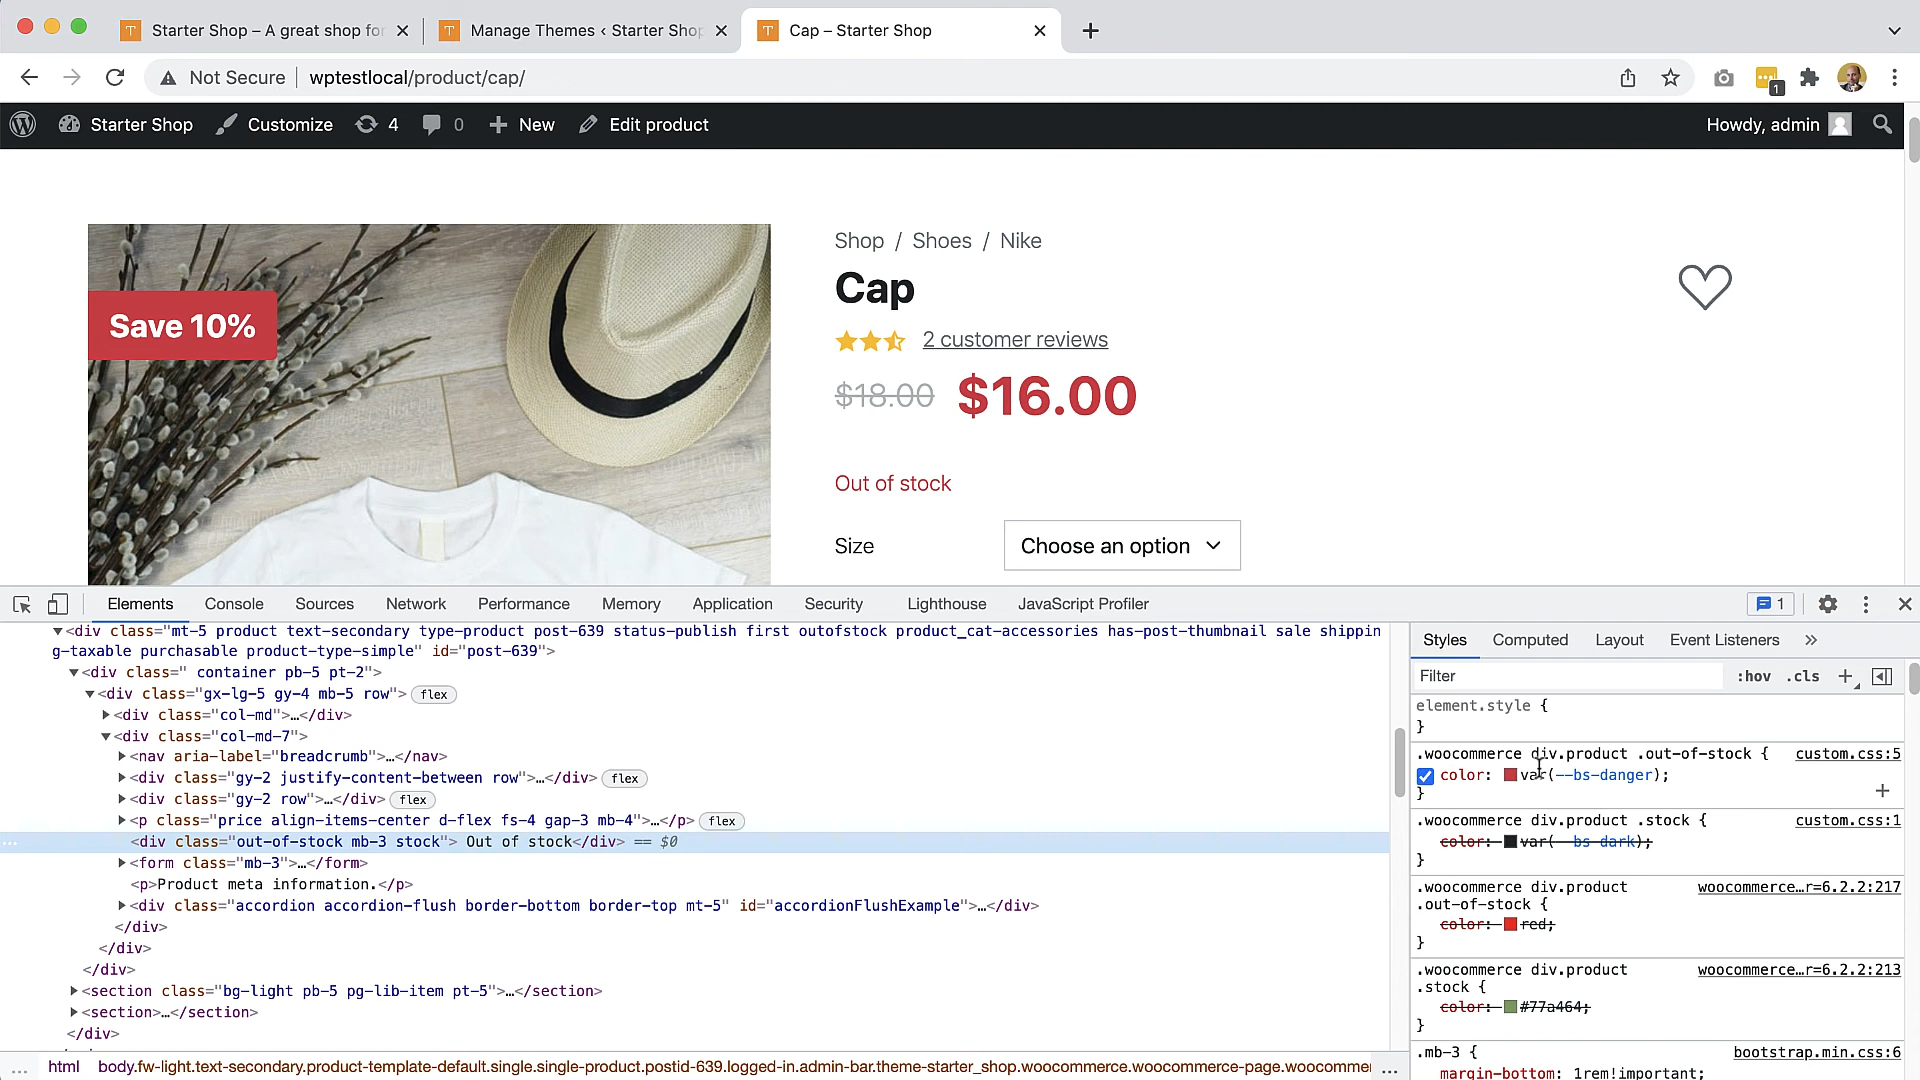 Starter Shop – A great shop for
Manage Themes ‹ Starter Shop
Cap – Starter Shop
Not Secure
wptestlocal/product/cap/
1
Starter Shop
Customize
4
0
New
Edit product
Howdy, admin
Shop / Shoes / Nike
Cap
Save 10%
2 customer reviews
$18.00 $16.00
Out of stock
Size
Choose an option
Elements
Console
Sources
Network
Performance
Memory
Application
Security
Lighthouse
JavaScript Profiler
1
▼<div class="mt-5 product text-secondary type-product post-639 status-publish first outofstock product_cat-accessories has-post-thumbnail sale shippin
g-taxable purchasable product-type-simple" id="post-639">
▼<div class=" container pb-5 pt-2">
▼<div class="gx-lg-5 gy-4 mb-5 row"> flex
▶<div class="col-md">…</div>
▼<div class="col-md-7">
▶<nav aria-label="breadcrumb">…</nav>
▶<div class="gy-2 justify-content-between row">…</div> flex
▶<div class="gy-2 row">…</div> flex
▶<p class="price align-items-center d-flex fs-4 gap-3 mb-4">…</p> flex
<div class="out-of-stock mb-3 stock"> Out of stock</div> == $0
▶<form class="mb-3">…</form>
<p>Product meta information.</p>
▶<div class="accordion accordion-flush border-bottom border-top mt-5" id="accordionFlushExample">…</div>
</div>
</div>
</div>
▶<section class="bg-light pb-5 pg-lib-item pt-5">…</section>
▶<section>…</section>
</div>
... html body.fw-light.text-secondary.product-template-default.single.single-product.postid-639.logged-in.admin-bar.theme-starter_shop.woocommerce.woocommerce-page.woocommer ...
Styles
Computed
Layout
Event Listeners
»
Filter
:hov
.cls
element.style {
}
.woocommerce div.product .out-of-stock { custom.css:5
color: var(--bs-danger);
}
.woocommerce div.product .stock { custom.css:1
color: var(--bs-dark);
}
.woocommerce div.product woocommerce…r=6.2.2:217
.out-of-stock {
color: red;
}
.woocommerce div.product woocommerce…r=6.2.2:213
.stock {
color: #77a464;
}
.mb-3 { bootstrap.min.css:6
margin-bottom: 1rem!important;